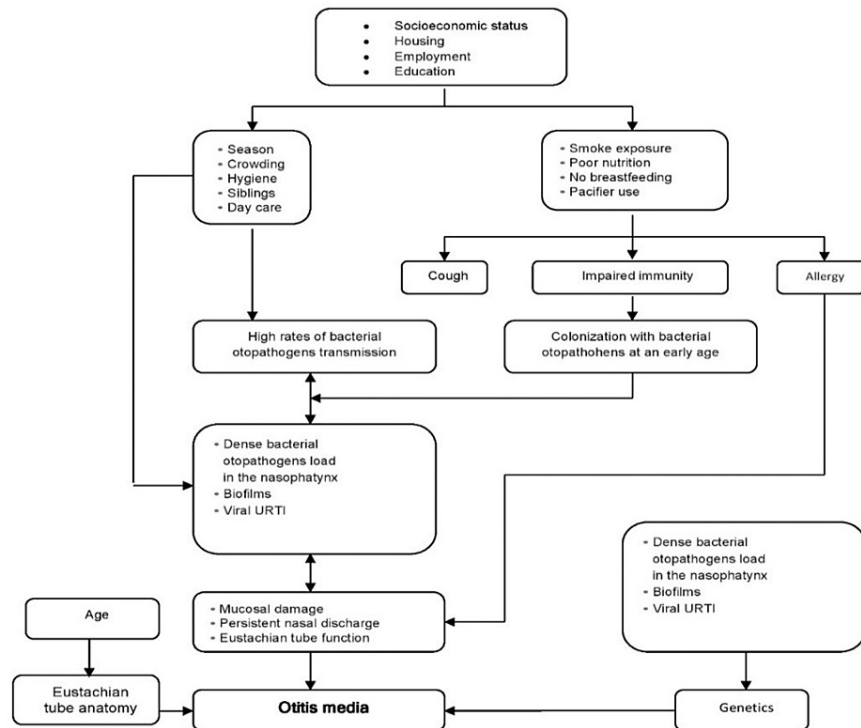 • Socioeconomic status
• Housing
• Employment
• Education
- Season
- Crowding
- Hygiene
- Siblings
- Day care
- Smoke exposure
- Poor nutrition
- No breastfeeding
- Pacifier use
Cough
Impaired immunity
Allergy
High rates of bacterial
otopathogens transmission
Colonization with bacterial
otopathohens at an early age
- Dense bacterial
otopathogens load
in the nasophatynx
- Biofilms
- Viral URTI
- Dense bacterial
otopathogens load
in the nasophatynx
- Biofilms
- Viral URTI
- Mucosal damage
- Persistent nasal discharge
- Eustachian tube function
Age
Eustachian
tube anatomy
Otitis media
Genetics